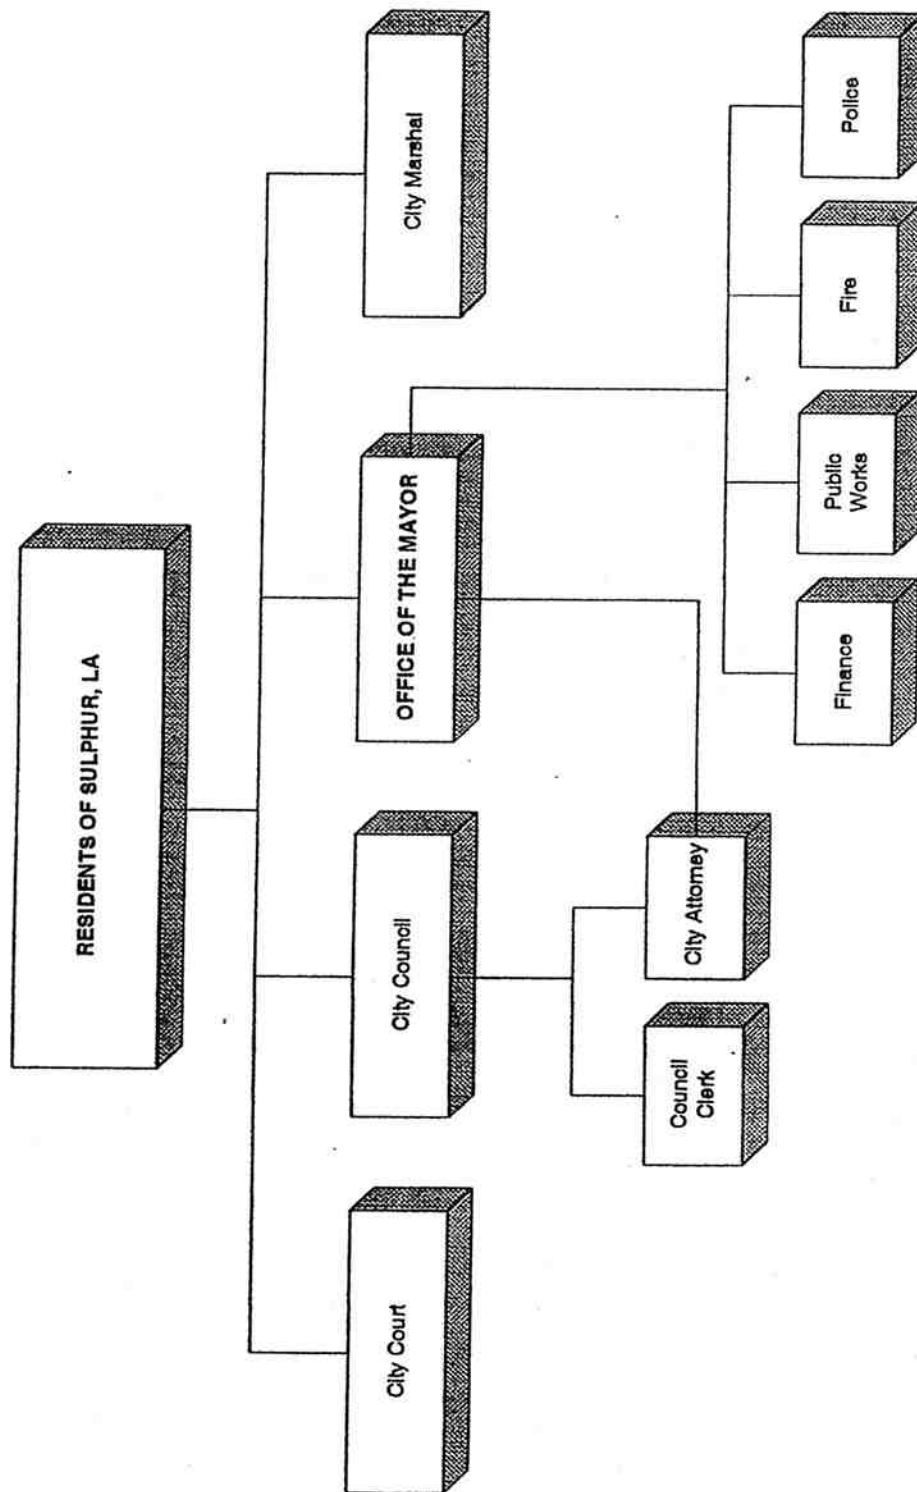 RESIDENTS OF SULPHUR, LA
City Court
City Council
OFFICE OF THE MAYOR
City Marshal
Council
Clerk
City Attorney
Finance
Public
Works
Fire
Police